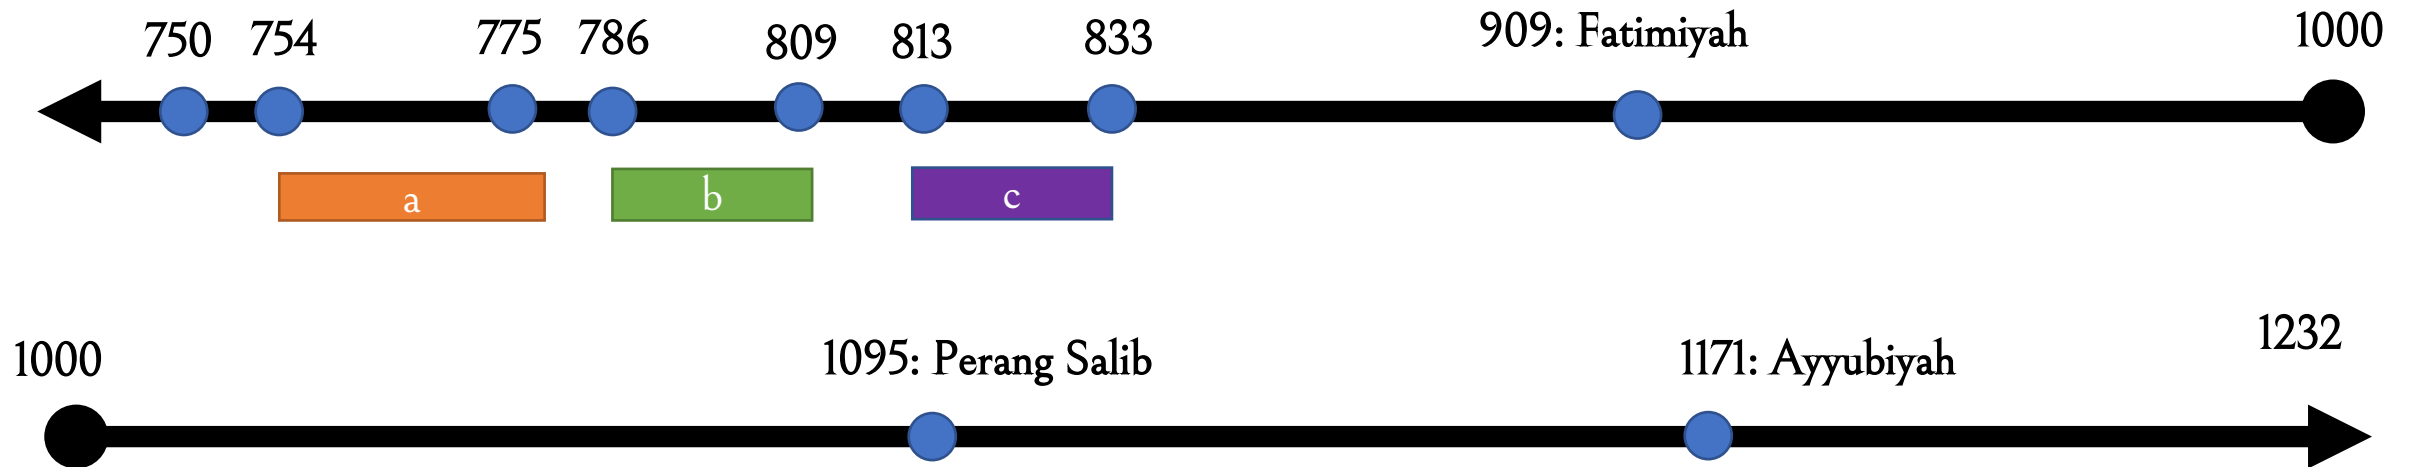 750 754 775 786 809 813 833 909: Fatimiyah 1000
a b c
1000 1095: Perang Salib 1171: Ayyubiyah 1232